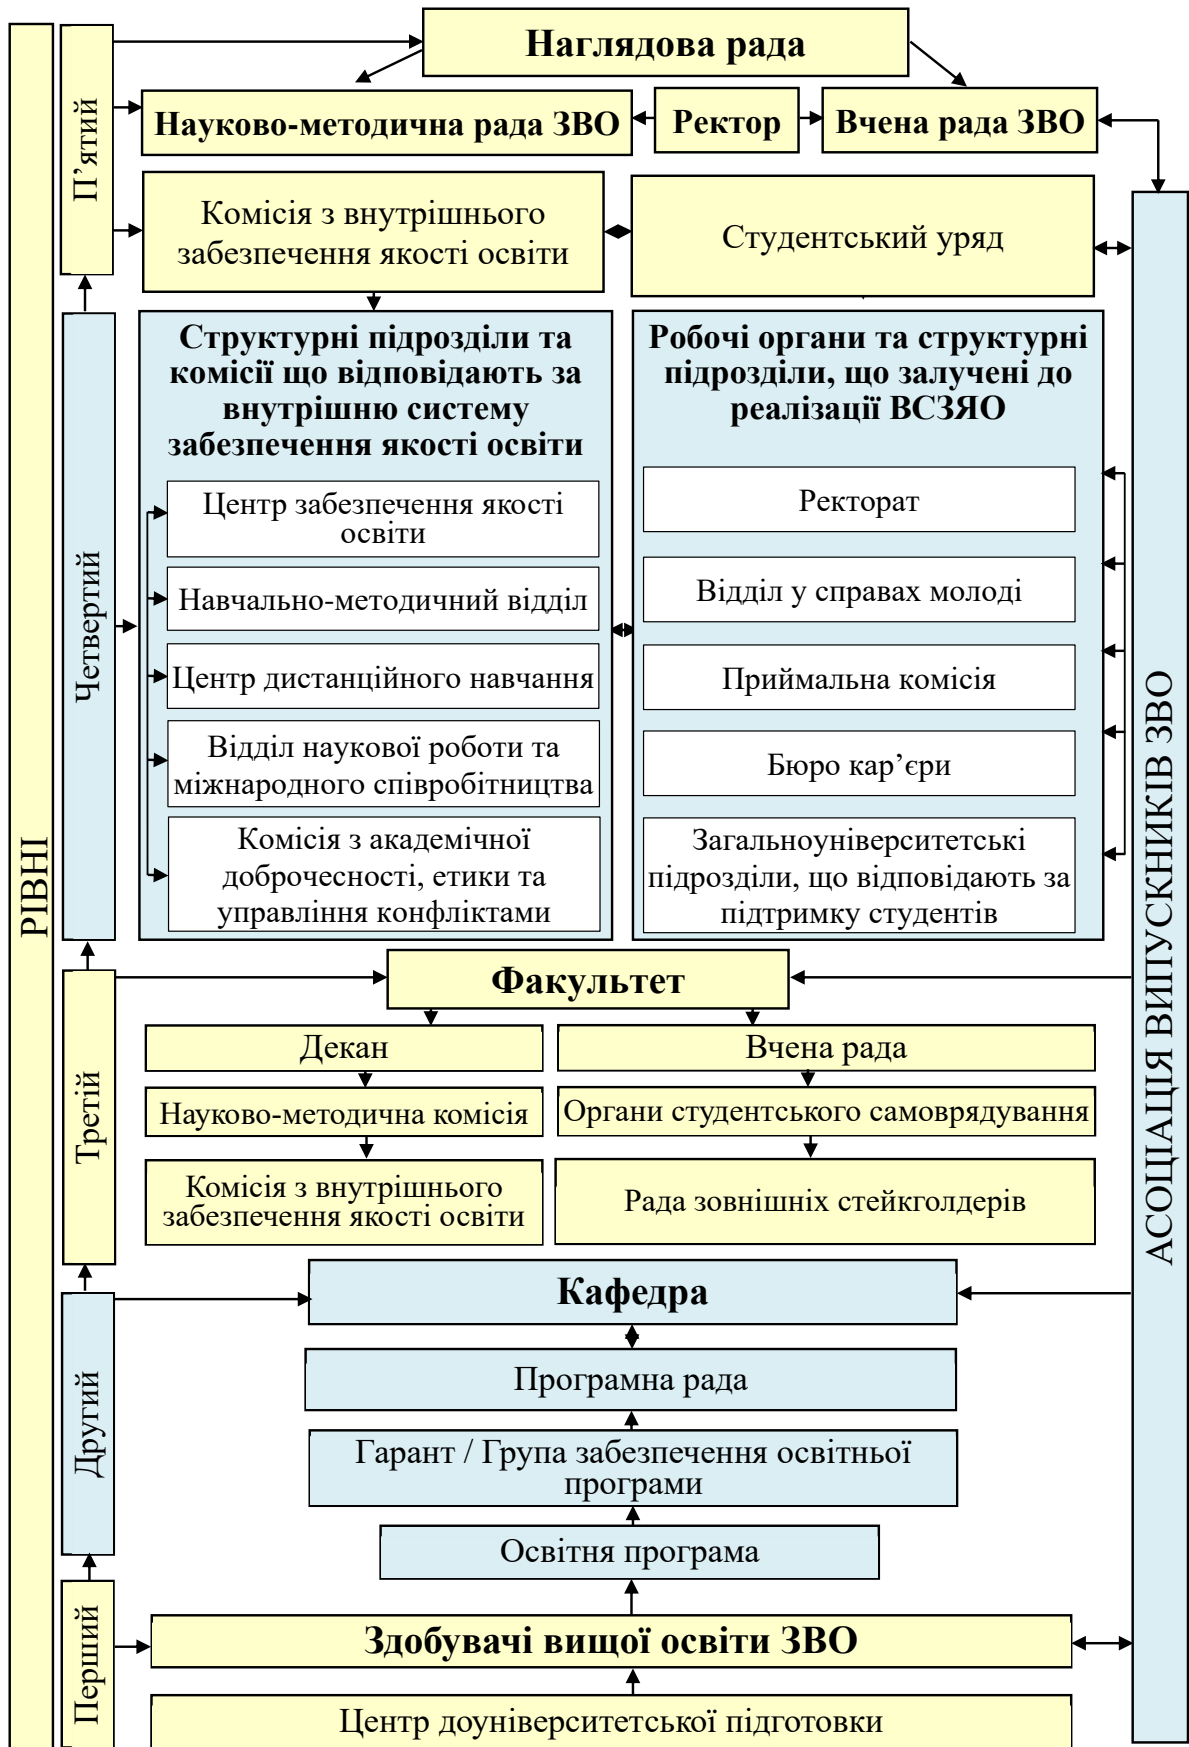 РІВНІ
П’ятий
Наглядова рада
Науково-методична рада ЗВО
Ректор
Вчена рада ЗВО
Комісія з внутрішнього
забезпечення якості освіти
Студентський уряд
Четвертий
Структурні підрозділи та
комісії що відповідають за
внутрішню систему
забезпечення якості освіти
Центр забезпечення якості
освіти
Навчально-методичний відділ
Центр дистанційного навчання
Відділ наукової роботи та
міжнародного співробітництва
Комісія з академічної
доброчесності, етики та
управління конфліктами
Робочі органи та структурні
підрозділи, що залучені до
реалізації ВСЗЯО
Ректорат
Відділ у справах молоді
Приймальна комісія
Бюро кар’єри
Загальноуніверситетські
підрозділи, що відповідають за
підтримку студентів
АСОЦІАЦІЯ ВИПУСКНИКІВ ЗВО
Третій
Факультет
Декан
Вчена рада
Науково-методична комісія
Органи студентського самоврядування
Комісія з внутрішнього
забезпечення якості освіти
Рада зовнішніх стейкголдерів
Другий
Кафедра
Програмна рада
Гарант / Група забезпечення освітньої
програми
Освітня програма
Перший
Здобувачі вищої освіти ЗВО
Центр доуніверситетської підготовки